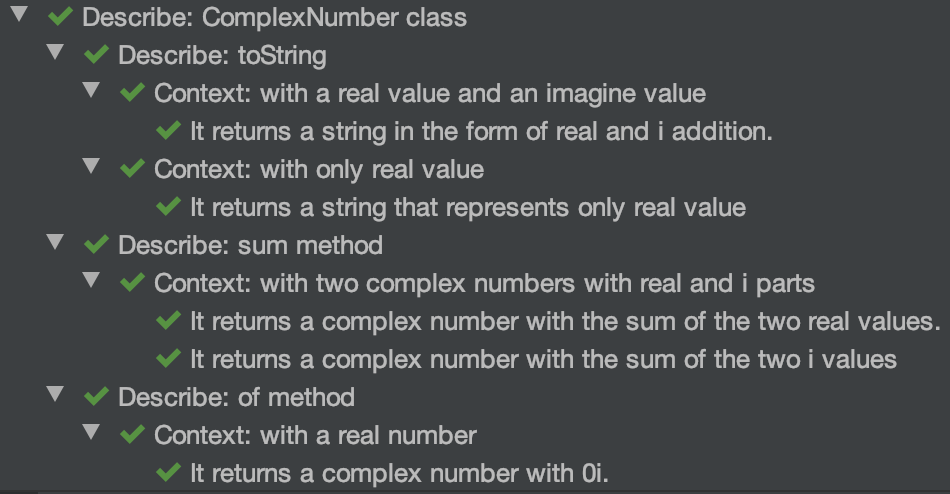 Describe: ComplexNumber class
Describe: toString
Context: with a real value and an imagine value
It returns a string in the form of real and i addition.
Context: with only real value
It returns a string that represents only real value
Describe: sum method
Context: with two complex numbers with real and i parts
It returns a complex number with the sum of the two real values.
It returns a complex number with the sum of the two i values
Describe: of method
Context: with a real number
It returns a complex number with 0i.